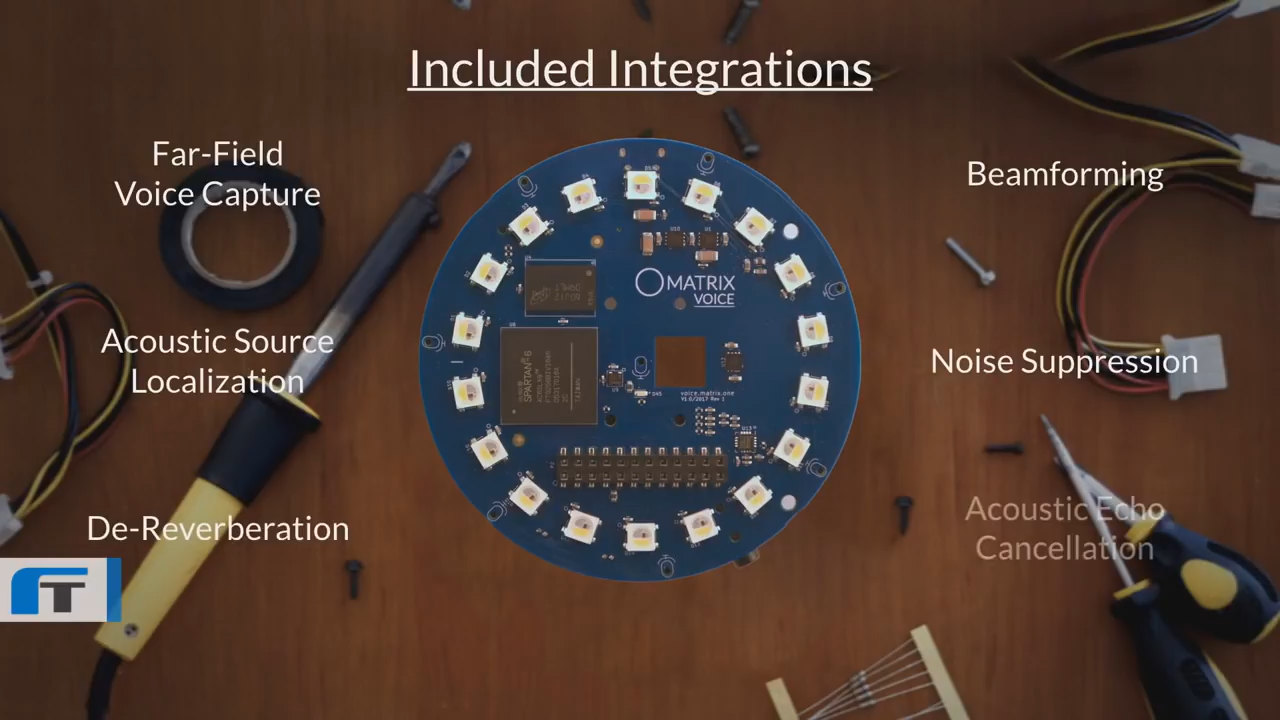 Included Integrations
Far-Field
Voice Capture
Acoustic Source
Localization
De-Reverberation
Beamforming
Noise Suppression
Acoustic Echo
Cancellation
MATRIX
VOICE
SPARTAN-6
TAIWAN
voice.matrix.one